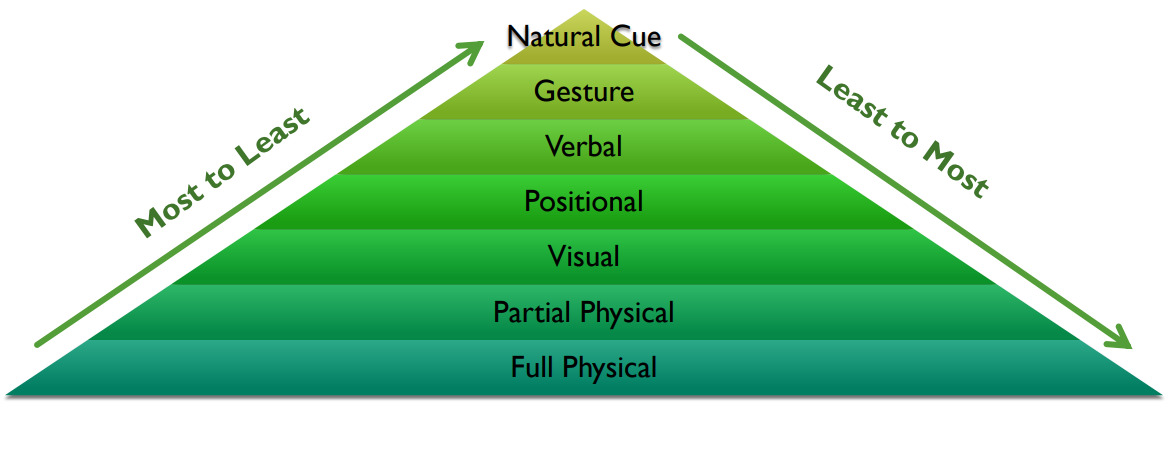 Natural Cue
Gesture
Verbal
Positional
Visual
Partial Physical
Full Physical
Most to Least
Least to Most